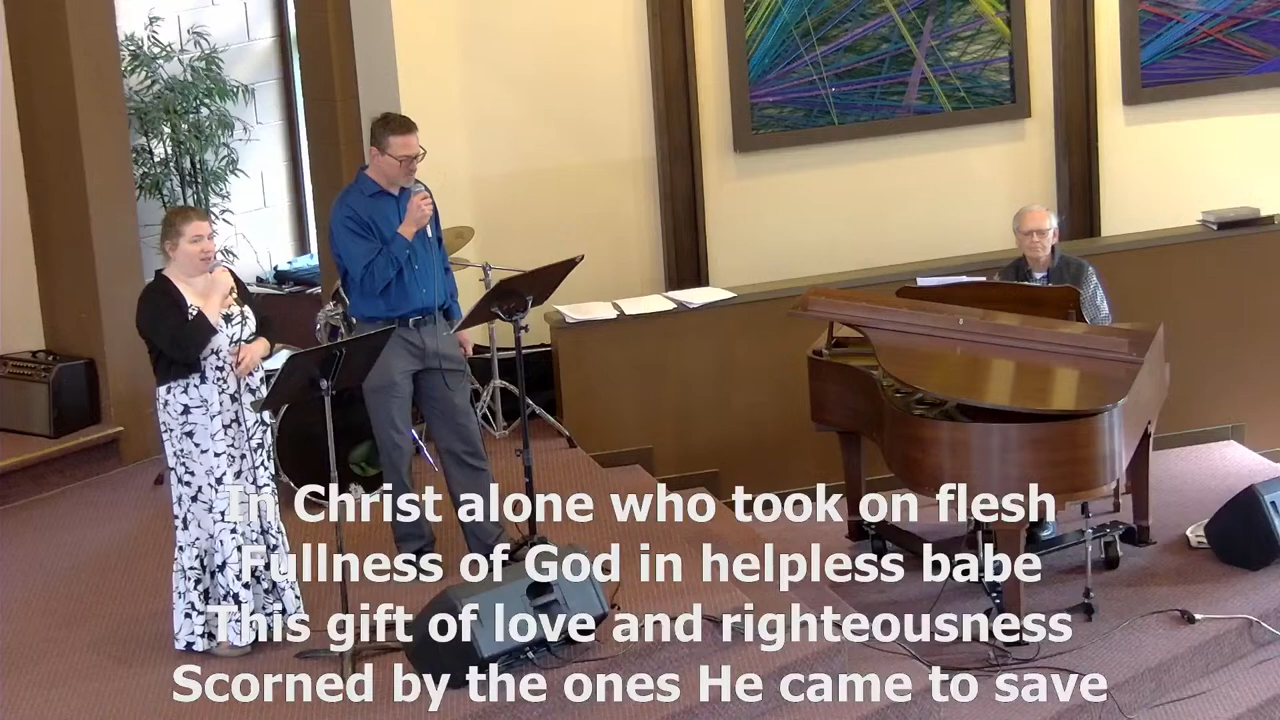 In Christ alone who took on flesh
Fullness of God in helpless babe
This gift of love and righteousness
Scorned by the ones He came to save